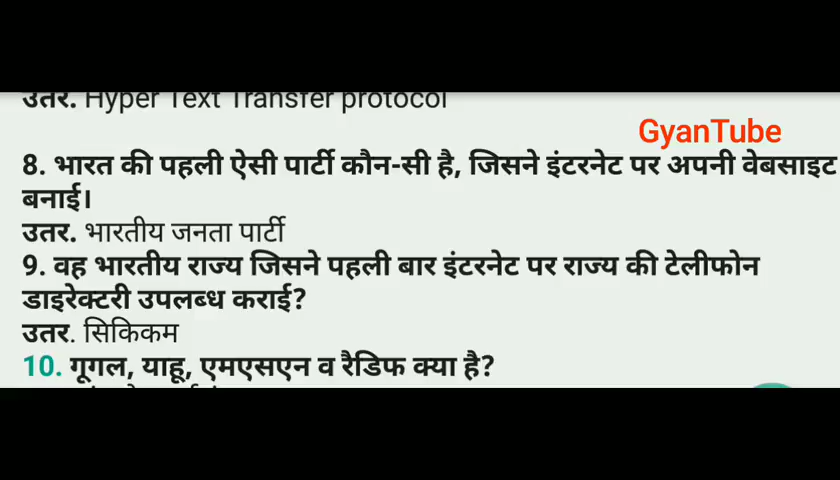 उतर. Hyper Text Transfer protocol
GyanTube
8. भारत की पहली ऐसी पार्टी कौन-सी है, जिसने इंटरनेट पर अपनी वेबसाइट
बनाई।
उतर. भारतीय जनता पार्टी
9. वह भारतीय राज्य जिसने पहली बार इंटरनेट पर राज्य की टेलीफोन
डाइरेक्टरी उपलब्ध कराई?
उतर. सिकिकम
10. गूगल, याहू, एमएसएन व रैडिफ क्या है?